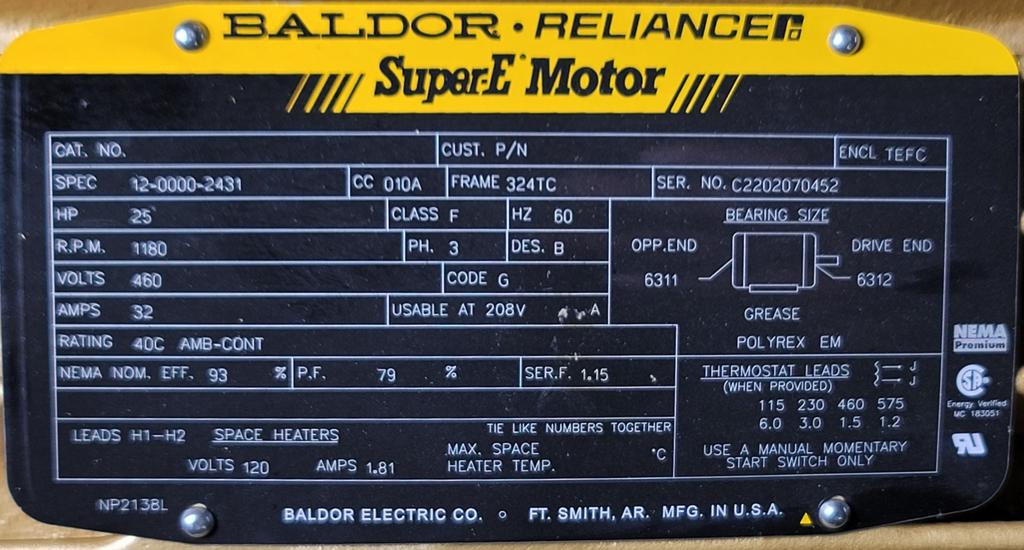 BALDOR · RELIANCE
Super-E Motor
CAT. NO. CUST. P/N ENCL TEFC
SPEC 12-0000-2431 CC 010A FRAME 324TC SER. NO. C2202070452
HP 25 CLASS F HZ 60 BEARING SIZE
R.P.M. 1180 PH. 3 DES. B OPP.END DRIVE END
VOLTS 460 CODE G 6311 6312
AMPS 32 USABLE AT 208V A GREASE
RATING 40C AMB-CONT POLYREX EM
NEMA NOM. EFF. 93 % P.F. 79 % SER.F. 1.15 THERMOSTAT LEADS J
(WHEN PROVIDED) J
115 230 460 575
6.0 3.0 1.5 1.2
LEADS H1-H2 SPACE HEATERS TIE LIKE NUMBERS TOGETHER
VOLTS 120 AMPS 1.81 MAX. SPACE HEATER TEMP. °C
USE A MANUAL MOMENTARY
START SWITCH ONLY
NEMA
Premium
Energy Verified
MC 183051
NP2138L
BALDOR ELECTRIC CO. ○ FT. SMITH, AR. MFG. IN U.S.A.